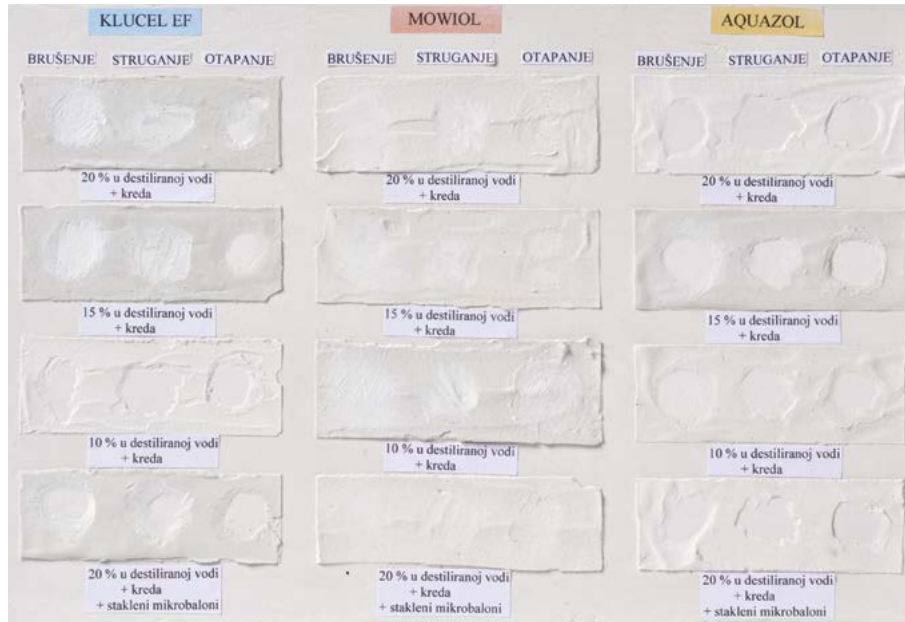 KLUCEL EF
BRUŠENJE STRUGANJE OTAPANJE
20 % u destiliranoj vodi
+ kreda
15 % u destiliranoj vodi
+ kreda
10 % u destiliranoj vodi
+ kreda
20 % u destiliranoj vodi
+ kreda
+ stakleni mikrobaloni
MOWIOL
BRUŠENJE STRUGANJE OTAPANJE
20 % u destiliranoj vodi
+ kreda
15 % u destiliranoj vodi
+ kreda
10 % u destiliranoj vodi
+ kreda
20 % u destiliranoj vodi
+ kreda
+ stakleni mikrobaloni
AQUAZOL
BRUŠENJE STRUGANJE OTAPANJE
20 % u destiliranoj vodi
+ kreda
15 % u destiliranoj vodi
+ kreda
10 % u destiliranoj vodi
+ kreda
20 % u destiliranoj vodi
+ kreda
+ stakleni mikrobaloni